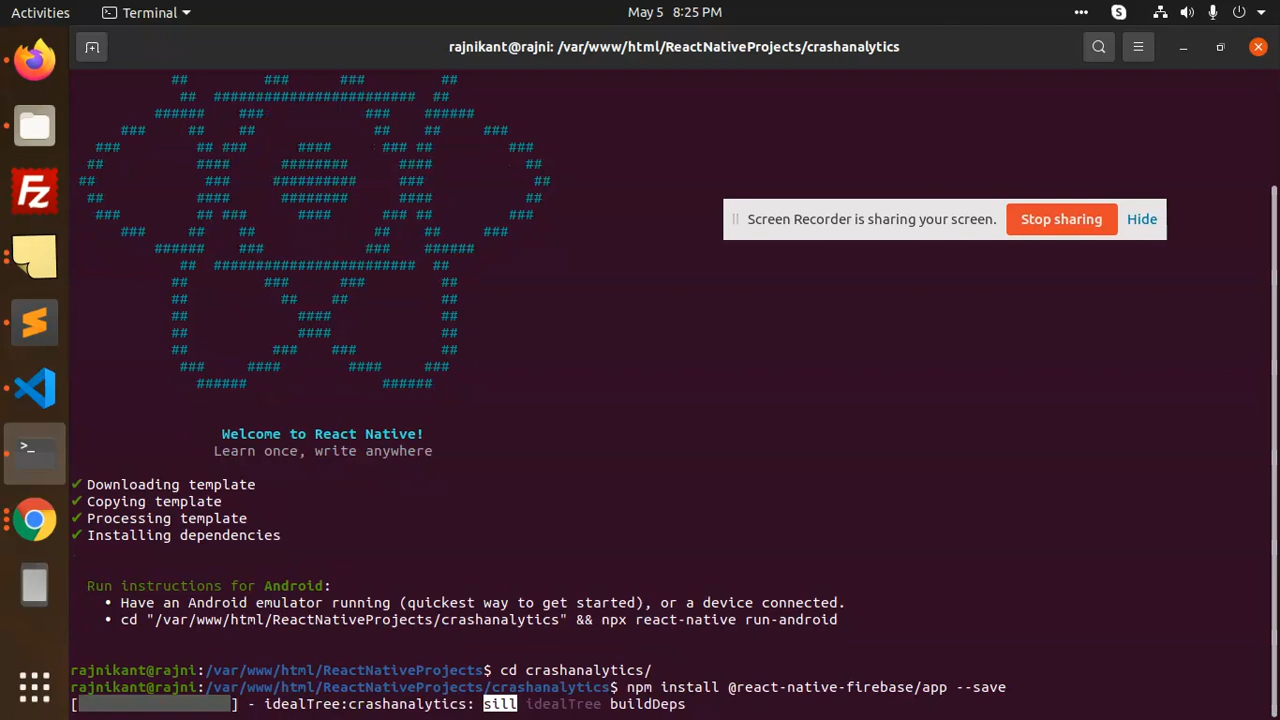 Activities
Terminal
May 5 8:25 PM
rajnikant@rajni: /var/www/html/ReactNativeProjects/crashanalytics
## ### ### ##
## ######################## ##
###### ### ### ######
### ## ## ## ## ###
### ## ### #### ### ## ###
## #### ######## #### ##
## ### ########## ### ##
## #### ######## #### ##
### ## ### #### ### ## ###
### ## ## ## ## ###
###### ### ### ######
## ######################## ##
## ### ### ##
## ## ## ##
## #### ##
## #### ##
## ### ### ##
### #### #### ###
###### ######
Screen Recorder is sharing your screen.
Stop sharing
Hide
Welcome to React Native!
Learn once, write anywhere
✔ Downloading template
✔ Copying template
✔ Processing template
✔ Installing dependencies
Run instructions for Android:
• Have an Android emulator running (quickest way to get started), or a device connected.
• cd "/var/www/html/ReactNativeProjects/crashanalytics" && npx react-native run-android
rajnikant@rajni:/var/www/html/ReactNativeProjects$ cd crashanalytics/
rajnikant@rajni:/var/www/html/ReactNativeProjects/crashanalytics$ npm install @react-native-firebase/app --save
[ ] - idealTree:crashanalytics: sill idealTree buildDeps